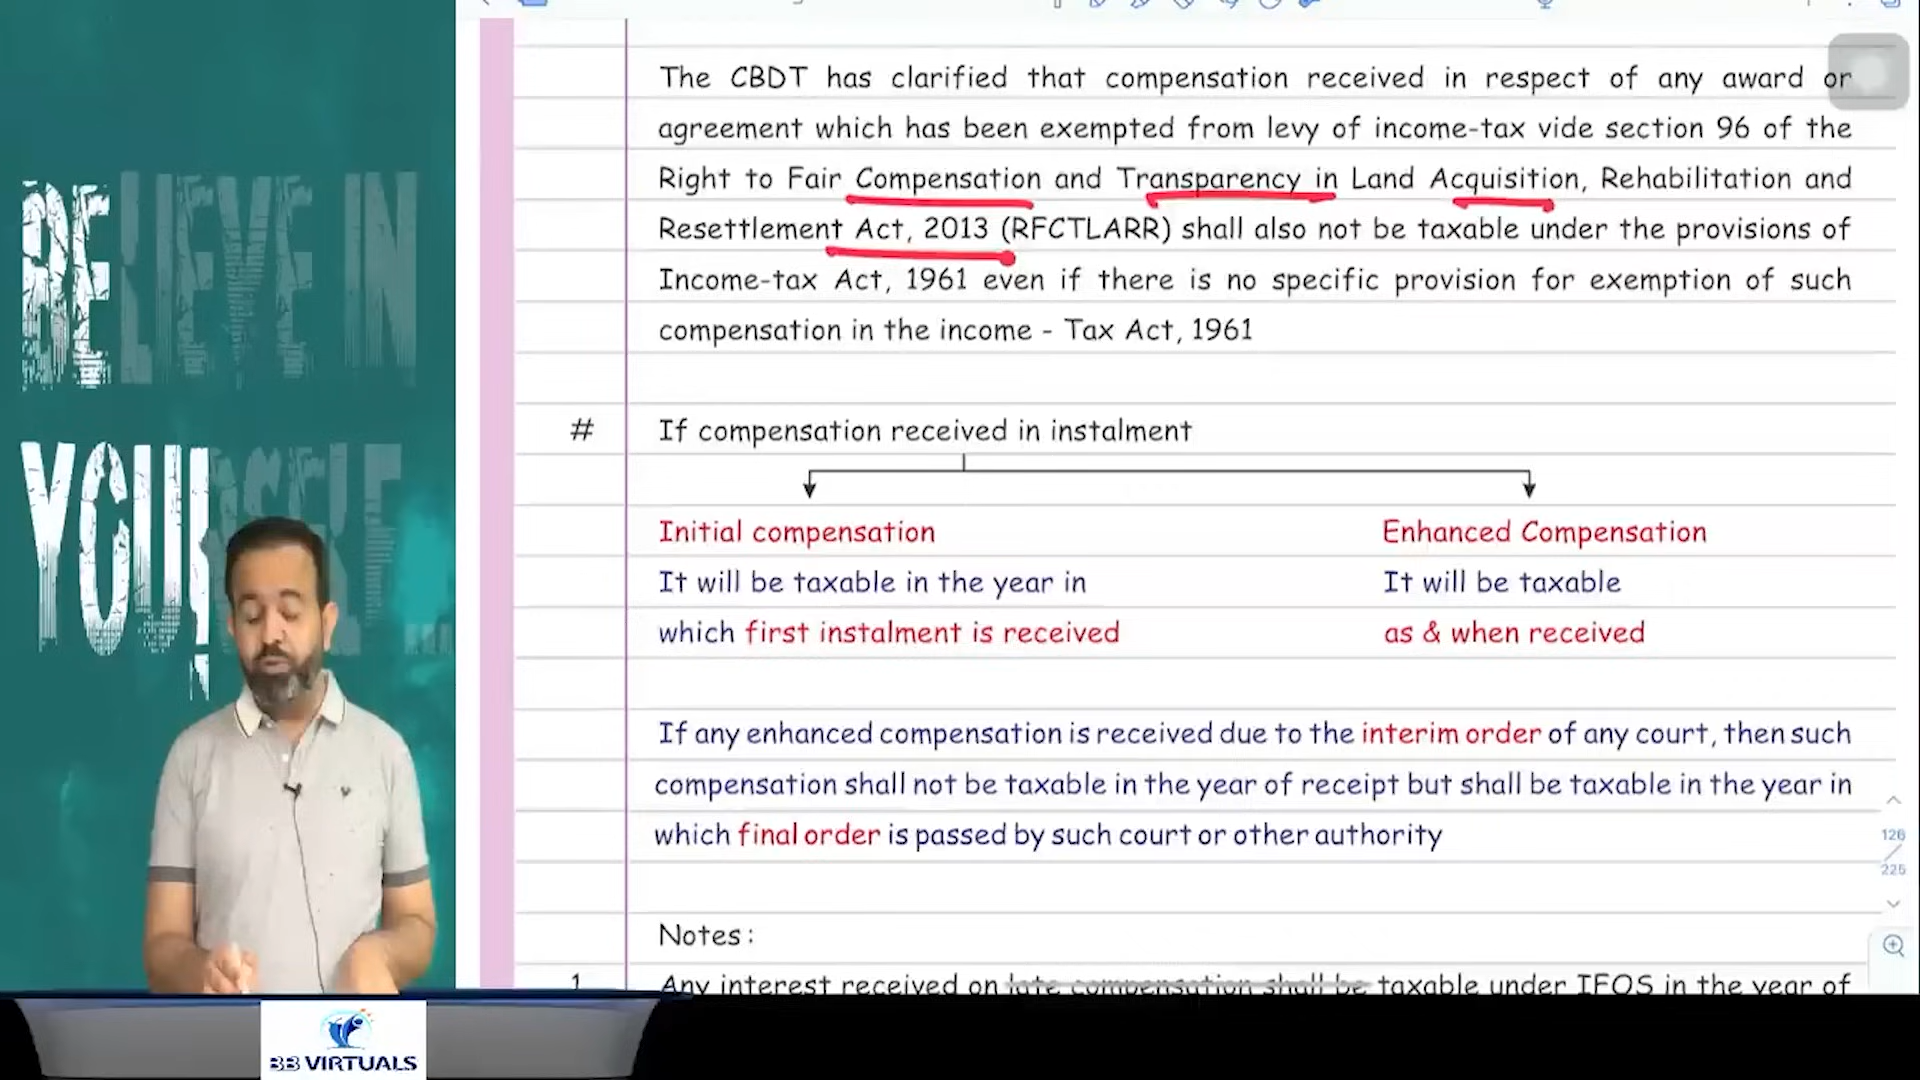 BELIEVE IN
YOURSELF...
The CBDT has clarified that compensation received in respect of any award or
agreement which has been exempted from levy of income-tax vide section 96 of the
Right to Fair Compensation and Transparency in Land Acquisition, Rehabilitation and
Resettlement Act, 2013 (RFCTLARR) shall also not be taxable under the provisions of
Income-tax Act, 1961 even if there is no specific provision for exemption of such
compensation in the income - Tax Act, 1961
# If compensation received in instalment
Initial compensation Enhanced Compensation
It will be taxable in the year in It will be taxable
which first instalment is received as & when received
If any enhanced compensation is received due to the interim order of any court, then such
compensation shall not be taxable in the year of receipt but shall be taxable in the year in
which final order is passed by such court or other authority
126
225
Notes :
1 Any interest received on late compensation shall be taxable under IFOS in the year of
BB VIRTUALS